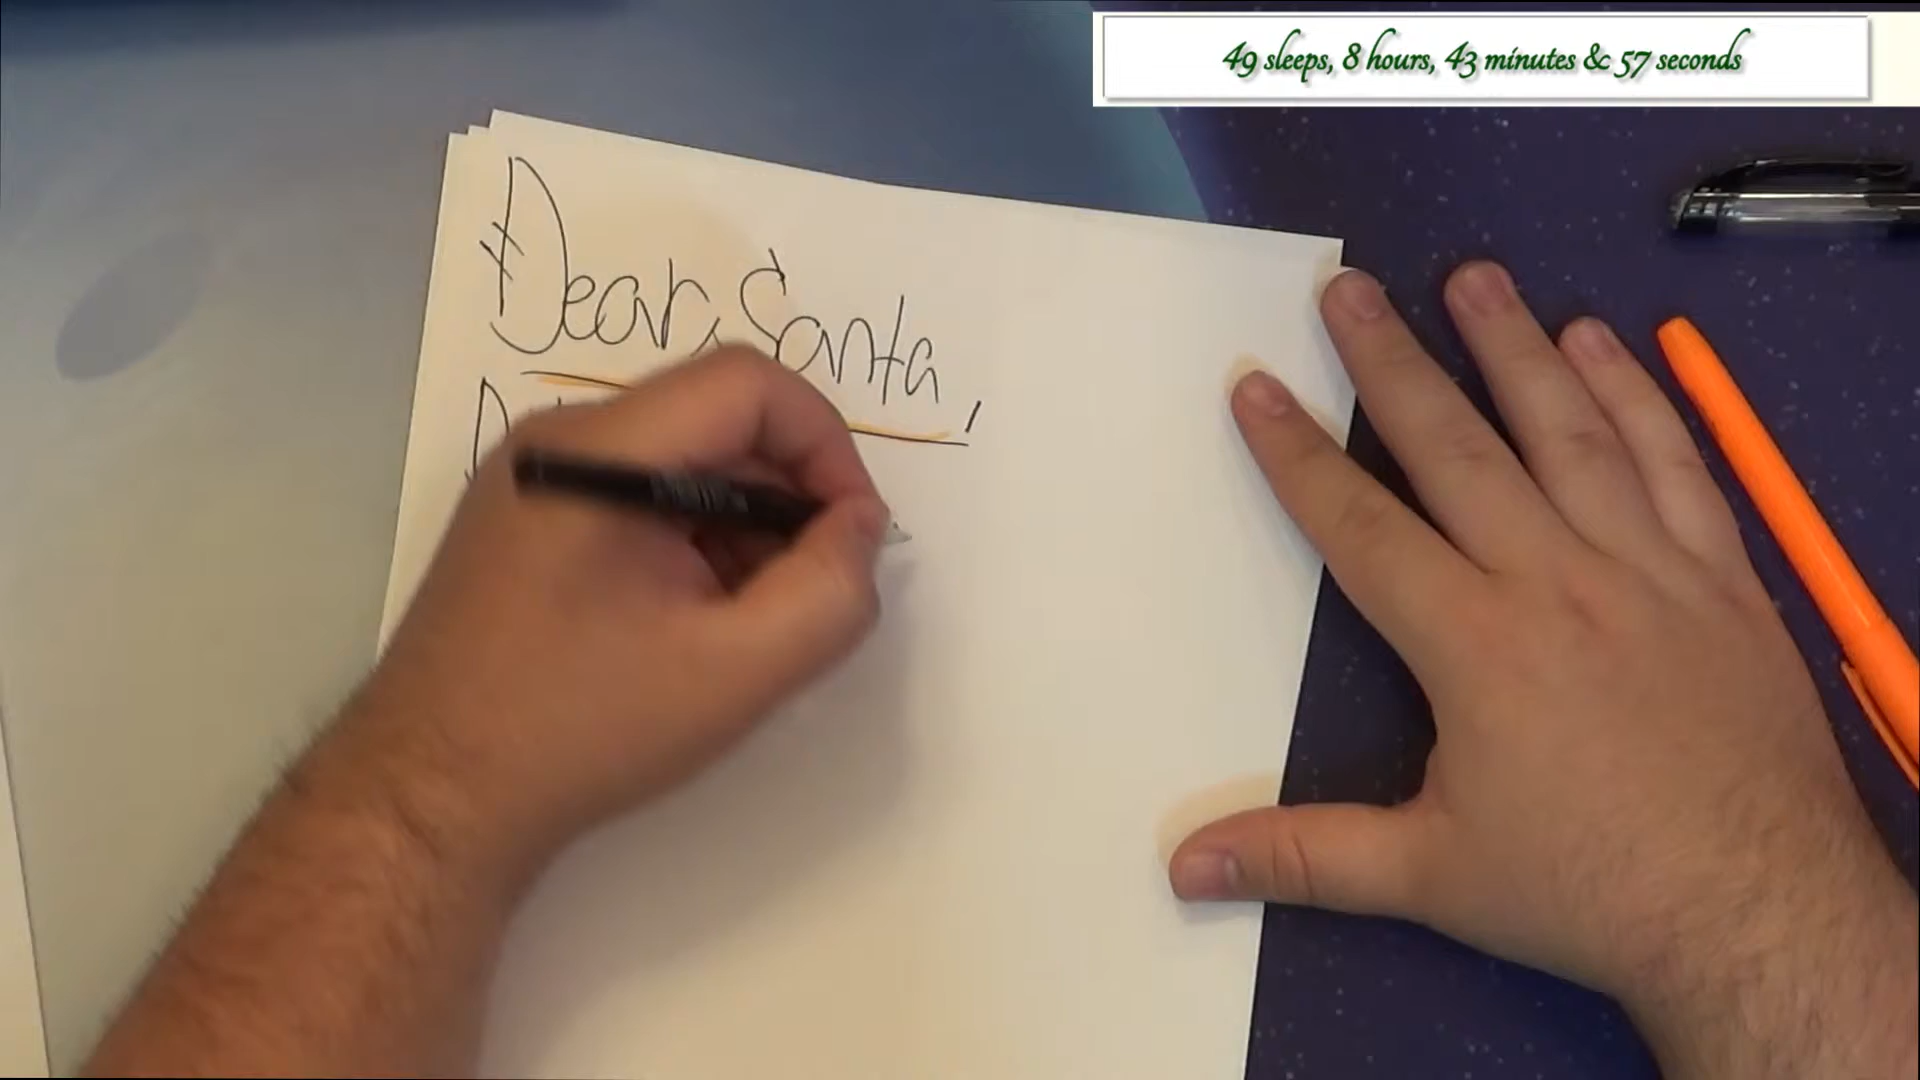 49 sleeps, 8 hours, 43 minutes & 57 seconds
Dear, Santa,